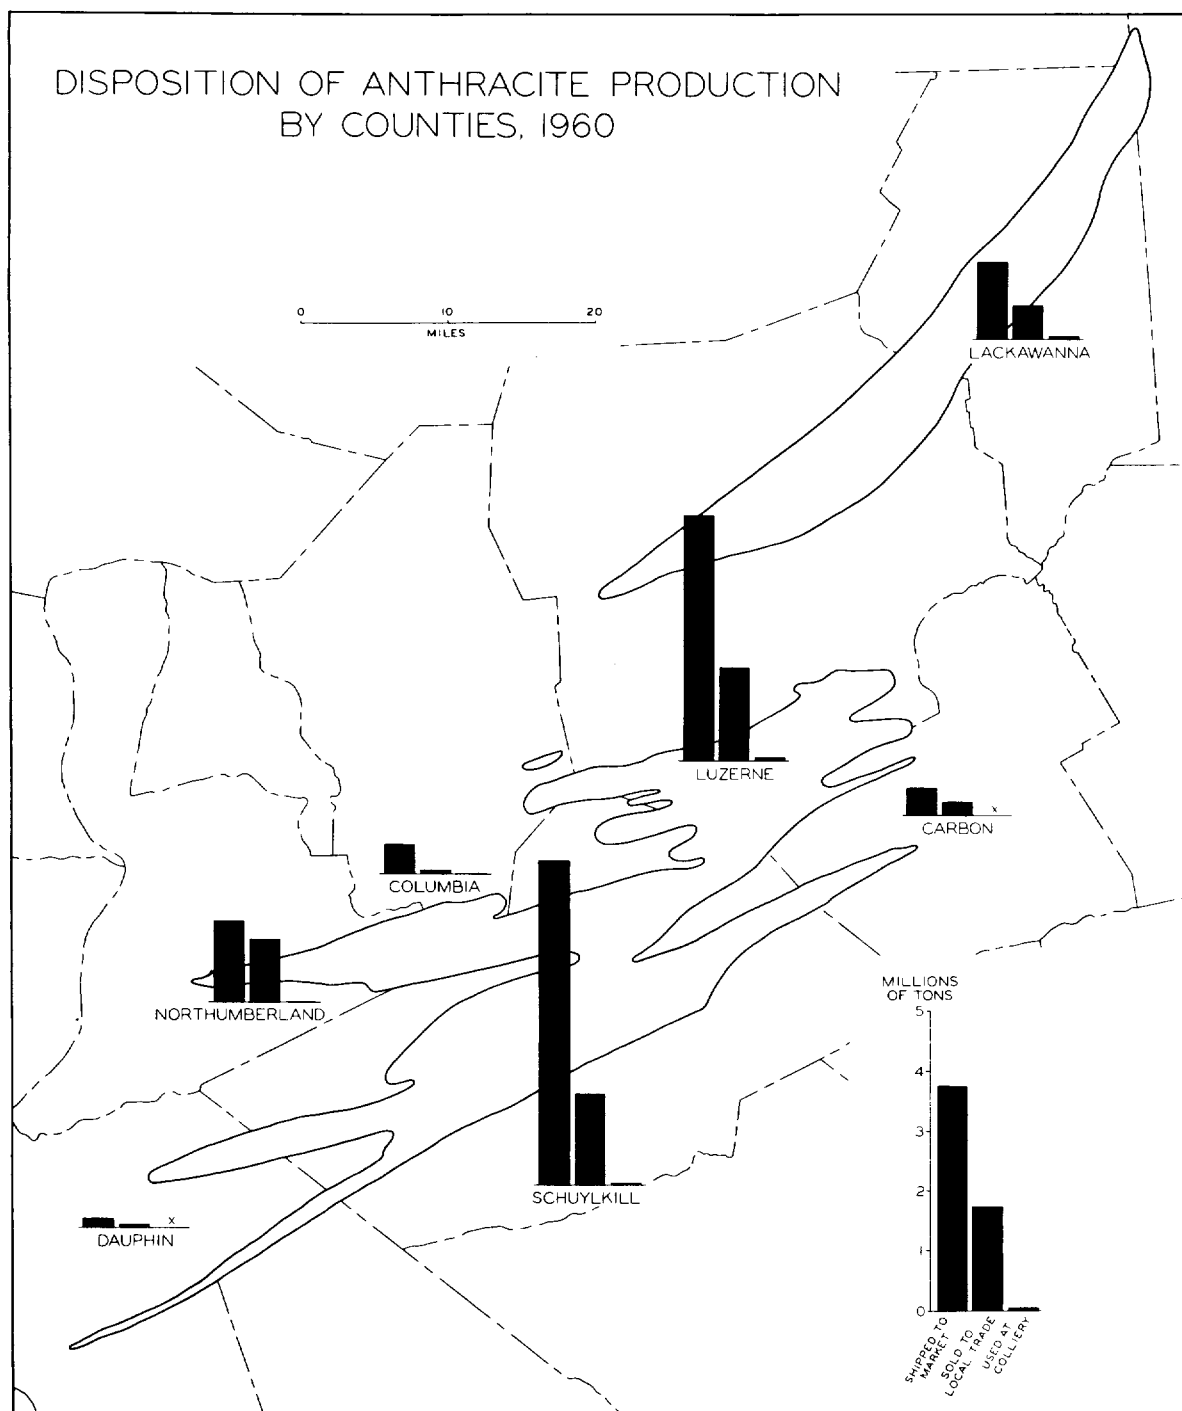 DISPOSITION OF ANTHRACITE PRODUCTION
BY COUNTIES, 1960
0 10 20
MILES
LACKAWANNA
LUZERNE
x
CARBON
COLUMBIA
NORTHUMBERLAND
SCHUYLKILL
x
DAUPHIN
MILLIONS
OF TONS
5
4
3
2
1
0
SHIPPED TO
MARKET
SOLD TO
LOCAL TRADE
USED AT
COLLIERY